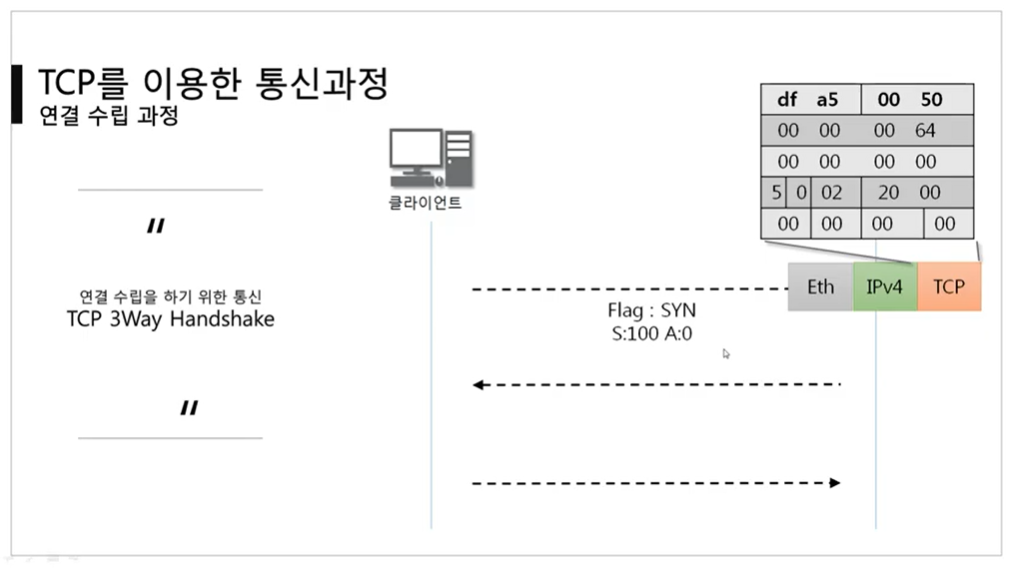 TCP를 이용한 통신과정
연결 수립 과정
"
연결 수립을 하기 위한 통신
TCP 3Way Handshake
"
클라이언트
df a5 00 50
00 00 00 64
00 00 00 00
5 0 02 20 00
00 00 00 00
Eth IPv4 TCP
Flag : SYN
S:100 A:0